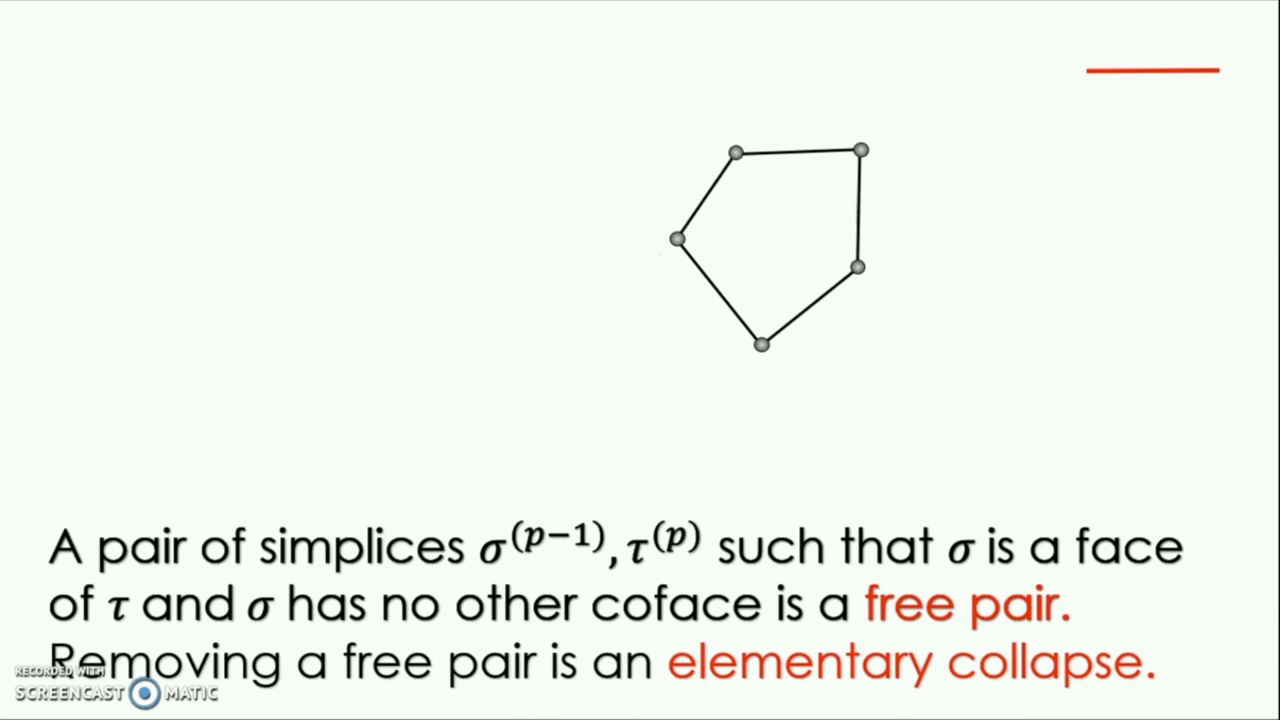 A pair of simplices σ^(p−1), τ^(p) such that σ is a face
of τ and σ has no other coface is a free pair.
Removing a free pair is an elementary collapse.
RECORDED WITH
SCREENCAST MATIC